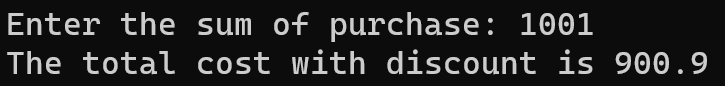 Enter the sum of purchase: 1001
The total cost with discount is 900.9